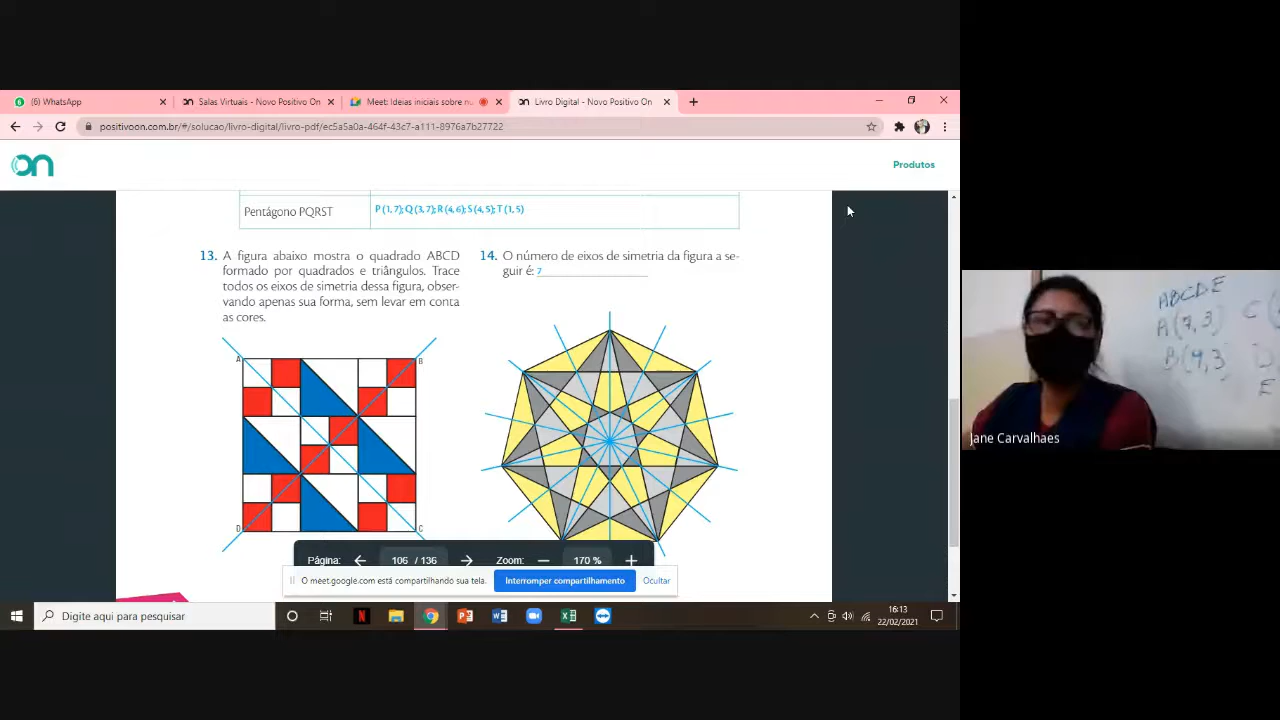 (6) WhatsApp
Salas Virtuais - Novo Positivo On
Meet: Ideias iniciais sobre nu
Livro Digital - Novo Positivo On
positivoon.com.br/#/solucao/livro-digital/livro-pdf/ec5a5a0a-464f-43c7-a111-8976a7b27722
on
Produtos
Pentágono PQRST
P (1, 7); Q (3, 7); R (4, 6); S (4, 5); T (1, 5)
13. A figura abaixo mostra o quadrado ABCD
formado por quadrados e triângulos. Trace
todos os eixos de simetria dessa figura, obser-
vando apenas sua forma, sem levar em conta
as cores.
14. O número de eixos de simetria da figura a se-
guir é: 7
A
B
D
C
Página:
106 / 136
Zoom:
170 %
O meet.google.com está compartilhando sua tela.
Interromper compartilhamento
Ocultar
Digite aqui para pesquisar
16:13
22/02/2021
ABCDE
A(7,3)
C
B(4,3
E
Jane Carvalhaes